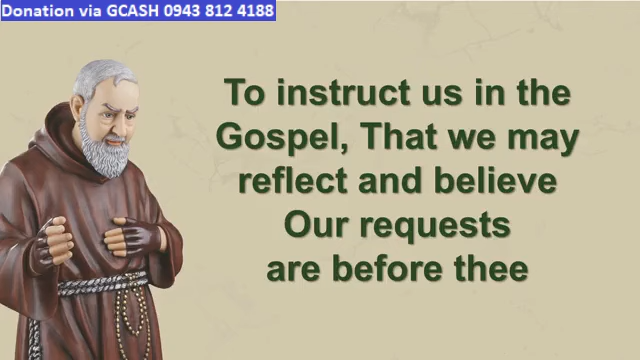 Donation via GCASH 0943 812 4188
To instruct us in the
Gospel, That we may
reflect and believe
Our requests
are before thee